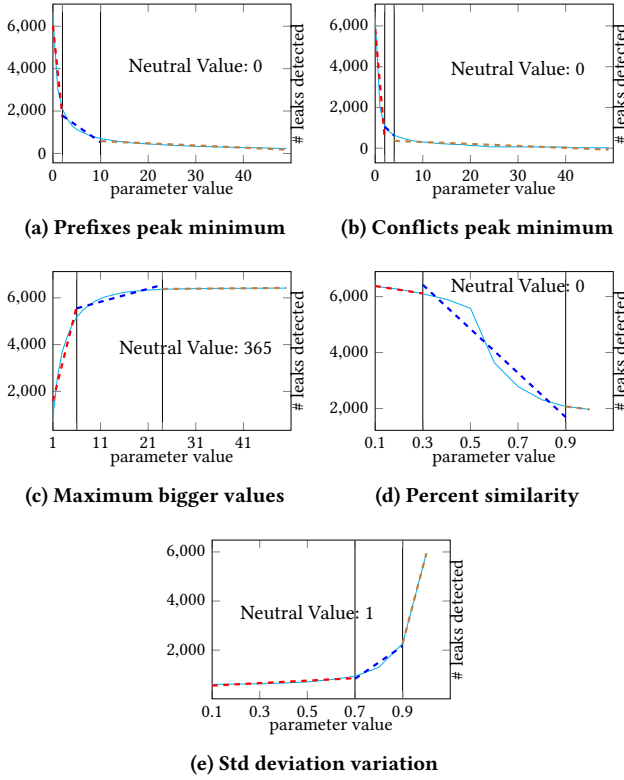 6,000
4,000
2,000
0
Neutral Value: 0
# leaks detected
0 10 20 30 40
parameter value
(a) Prefixes peak minimum
6,000
4,000
2,000
0
Neutral Value: 0
# leaks detected
0 10 20 30 40
parameter value
(b) Conflicts peak minimum
6,000
4,000
2,000
Neutral Value: 365
# leaks detected
1 11 21 31 41
parameter value
(c) Maximum bigger values
6,000
4,000
2,000
Neutral Value: 0
# leaks detected
0.1 0.3 0.5 0.7 0.9
parameter value
(d) Percent similarity
6,000
4,000
2,000
Neutral Value: 1
# leaks detected
0.1 0.3 0.5 0.7 0.9
parameter value
(e) Std deviation variation